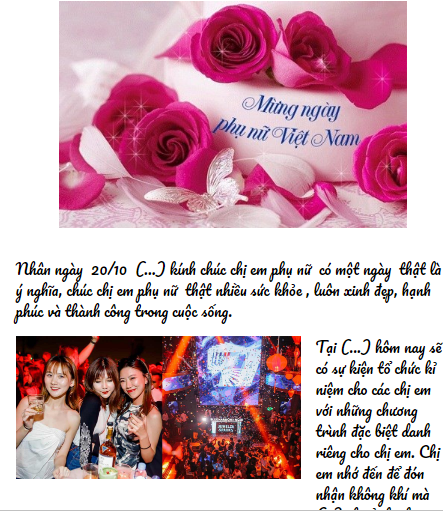 Mừng ngày
phụ nữ Việt Nam
Nhân ngày 20/10 (...) kính chúc chị em phụ nữ có một ngày thật là
ý nghĩa, chúc chị em phụ nữ thật nhiều sức khỏe , luôn xinh đẹp, hạnh
phúc và thành công trong cuộc sống.
Tại (...) hôm nay sẽ
có sự kiện tổ chức kỉ
niệm cho các chị em
với những chương
trình đặc biệt danh
riêng cho chị em. Chị
em nhớ đến để đón
nhận không khí mà